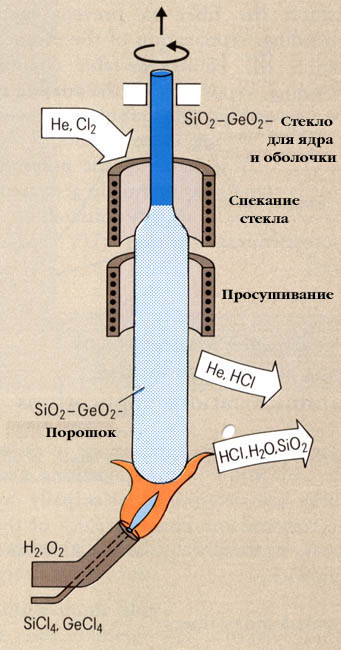 SiO₂–GeO₂– Стекло
для ядра
и оболочки
He, Cl₂
Спекание
стекла
Просушивание
He, HCl
SiO₂–GeO₂-
Порошок
HCl,H₂O,SiO₂
H₂, O₂
SiCl₄, GeCl₄